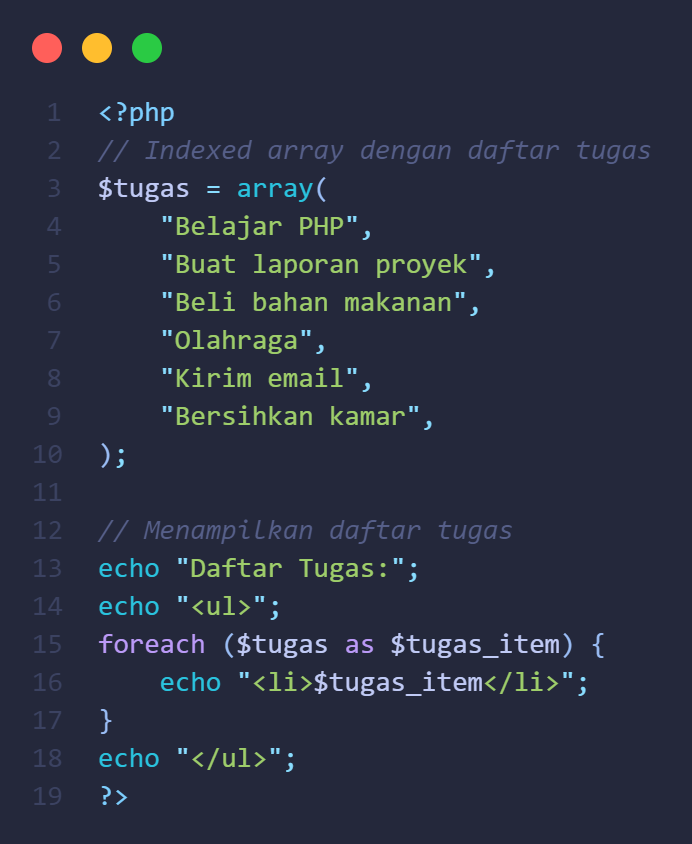 1 <?php
2 // Indexed array dengan daftar tugas
3 $tugas = array(
4     "Belajar PHP",
5     "Buat laporan proyek",
6     "Beli bahan makanan",
7     "Olahraga",
8     "Kirim email",
9     "Bersihkan kamar",
10 );
11
12 // Menampilkan daftar tugas
13 echo "Daftar Tugas:";
14 echo "<ul>";
15 foreach ($tugas as $tugas_item) {
16     echo "<li>$tugas_item</li>";
17 }
18 echo "</ul>";
19 ?>